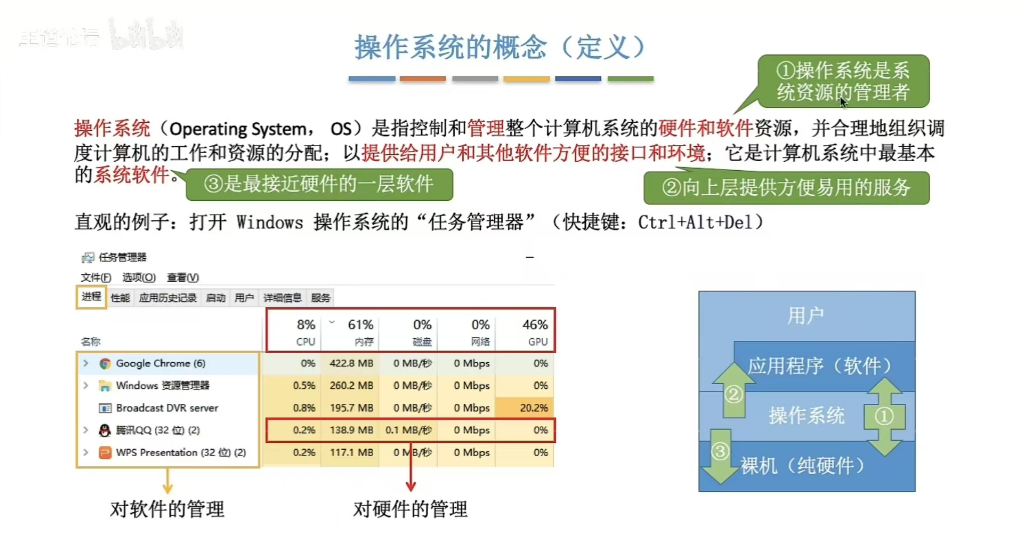 操作系统的概念（定义）
①操作系统是系
统资源的管理者
操作系统（Operating System， OS）是指控制和管理整个计算机系统的硬件和软件资源，并合理地组织调
度计算机的工作和资源的分配；以提供给用户和其他软件方便的接口和环境；它是计算机系统中最基本
的系统软件。
③是最接近硬件的一层软件
②向上层提供方便易用的服务
直观的例子：打开 Windows 操作系统的“任务管理器”（快捷键：Ctrl+Alt+Del）
任务管理器
文件(F) 选项(O) 查看(V)
进程 性能 应用历史记录 启动 用户 详细信息 服务
8% 61% 0% 0% 46%
名称 CPU 内存 磁盘 网络 GPU
Google Chrome (6) 0% 422.8 MB 0 MB/秒 0 Mbps 0%
Windows 资源管理器 0.5% 260.2 MB 0 MB/秒 0 Mbps 0%
Broadcast DVR server 0.8% 195.7 MB 0 MB/秒 0 Mbps 20.2%
腾讯QQ (32 位) (2) 0.2% 138.9 MB 0.1 MB/秒 0 Mbps 0%
WPS Presentation (32 位) (2) 0.2% 117.1 MB 0 MB/秒 0 Mbps 0%
对软件的管理
对硬件的管理
用户
应用程序（软件）
②
操作系统
①
③
裸机（纯硬件）